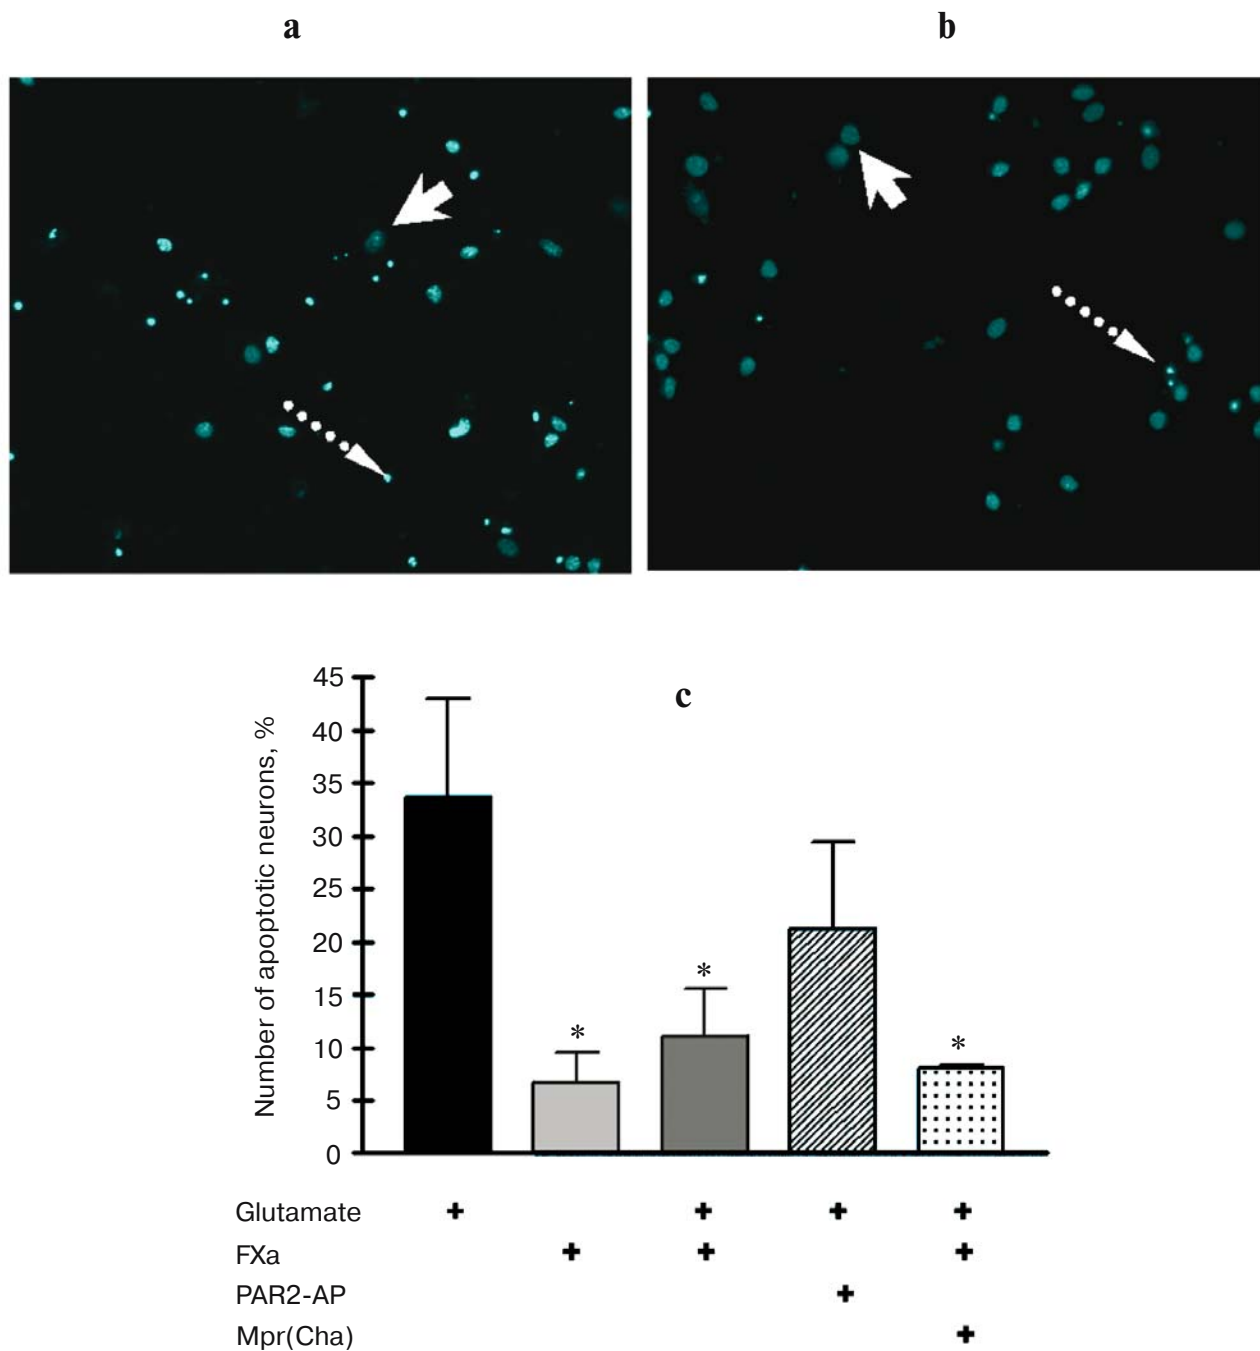 a
b
c
Number of apoptotic neurons, %
45
40
35
30
25
20
15
10
5
0
*
*
*
Glutamate + + + +
FXa + + +
PAR2-AP +
Mpr(Cha) +